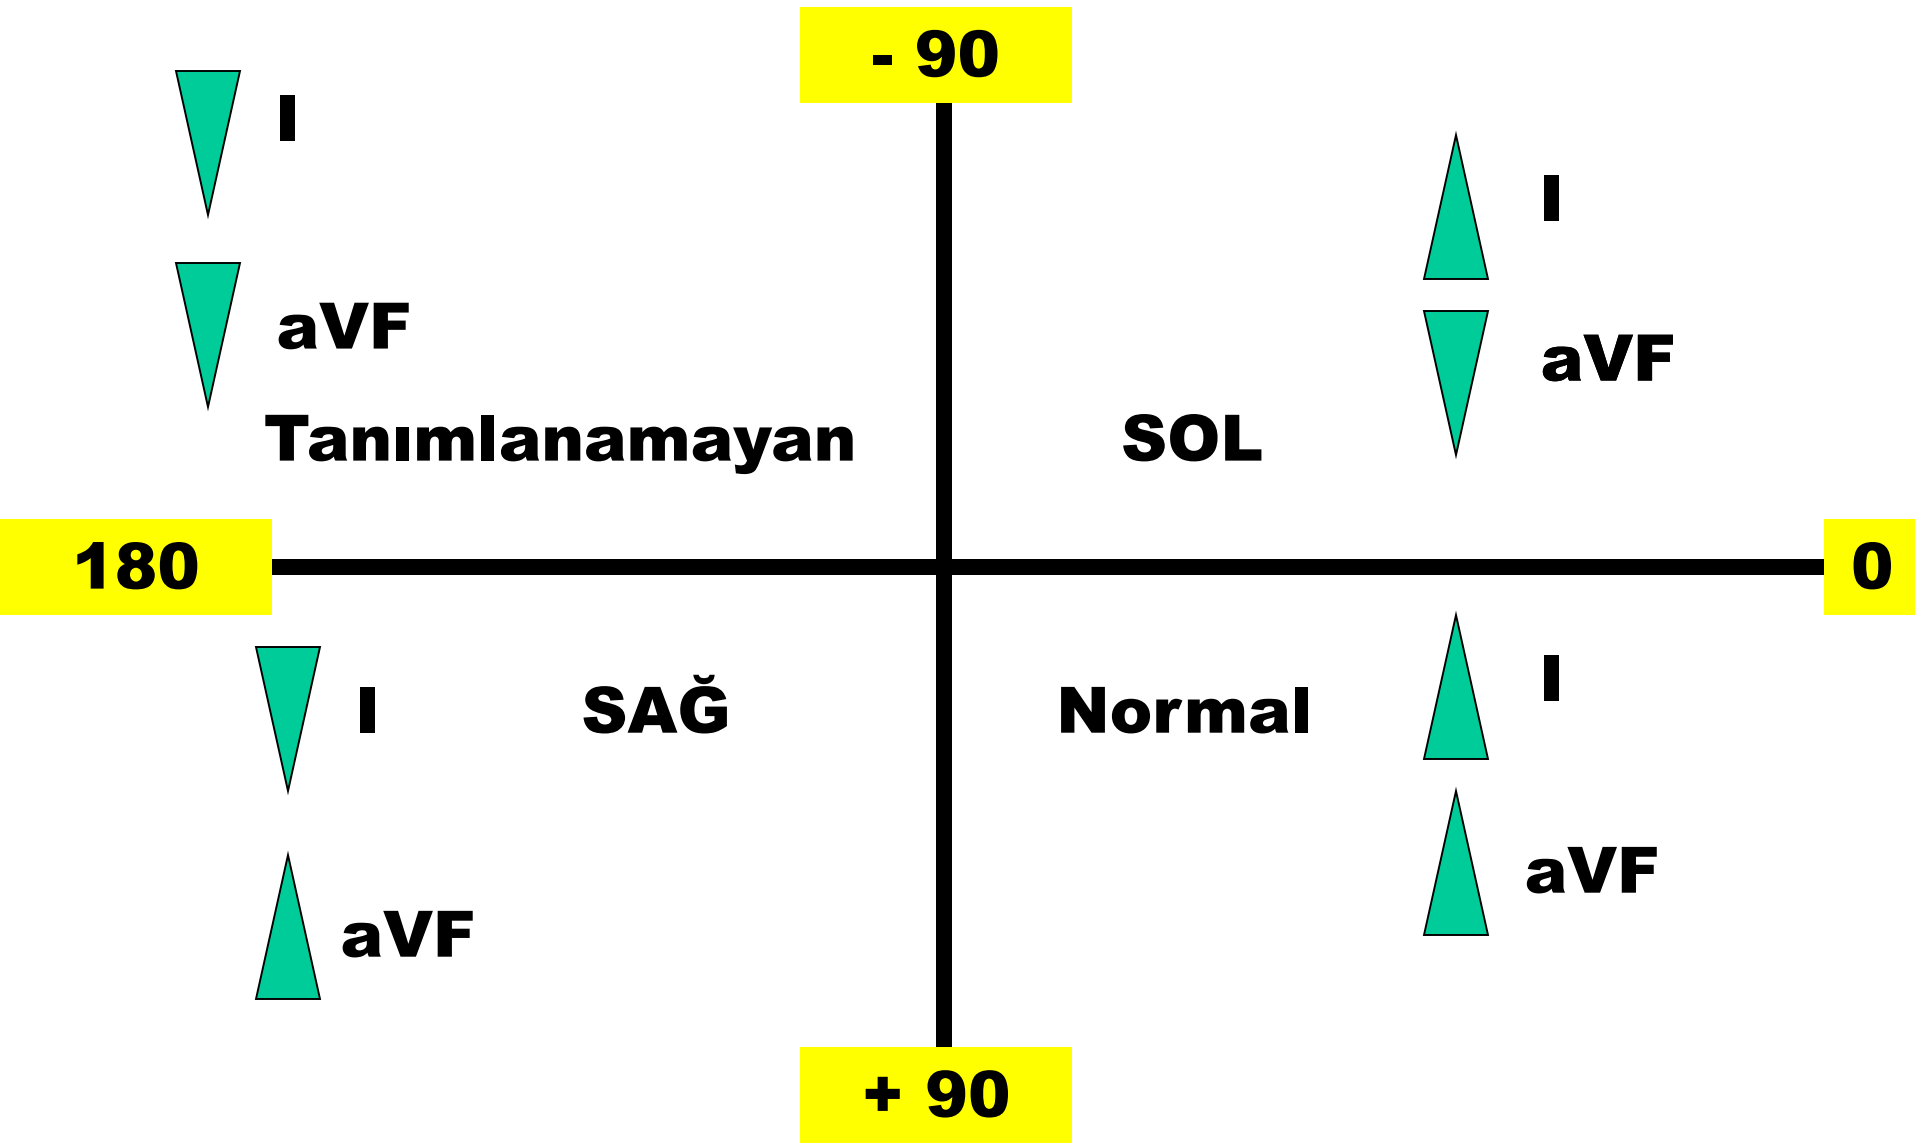 - 90
I
I
aVF
aVF
Tanımlanamayan
SOL
180
0
I
SAĞ
Normal
I
aVF
aVF
+ 90